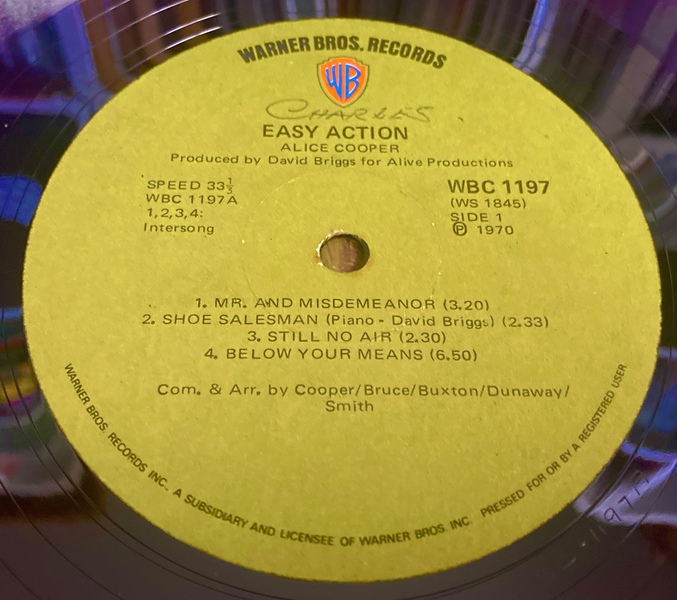 WARNER BROS. RECORDS
WB
CHARLES
EASY ACTION
ALICE COOPER
Produced by David Briggs for Alive Productions
SPEED 33⅓
WBC 1197A
1,2,3,4:
Intersong
WBC 1197
(WS 1845)
SIDE 1
℗ 1970
1. MR. AND MISDEMEANOR (3.20)
2. SHOE SALESMAN (Piano - David Briggs) (2.33)
3. STILL NO AIR (2.30)
4. BELOW YOUR MEANS (6.50)
Com. & Arr. by Cooper/Bruce/Buxton/Dunaway/
Smith
WARNER BROS. RECORDS INC. A SUBSIDIARY AND LICENSEE OF WARNER BROS. INC. PRESSED FOR OR BY A REGISTERED USER